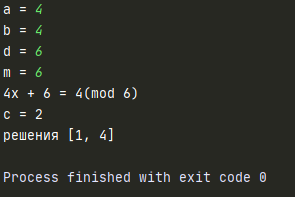 a = 4
b = 4
d = 6
m = 6
4x + 6 = 4(mod 6)
c = 2
решения [1, 4]
Process finished with exit code 0